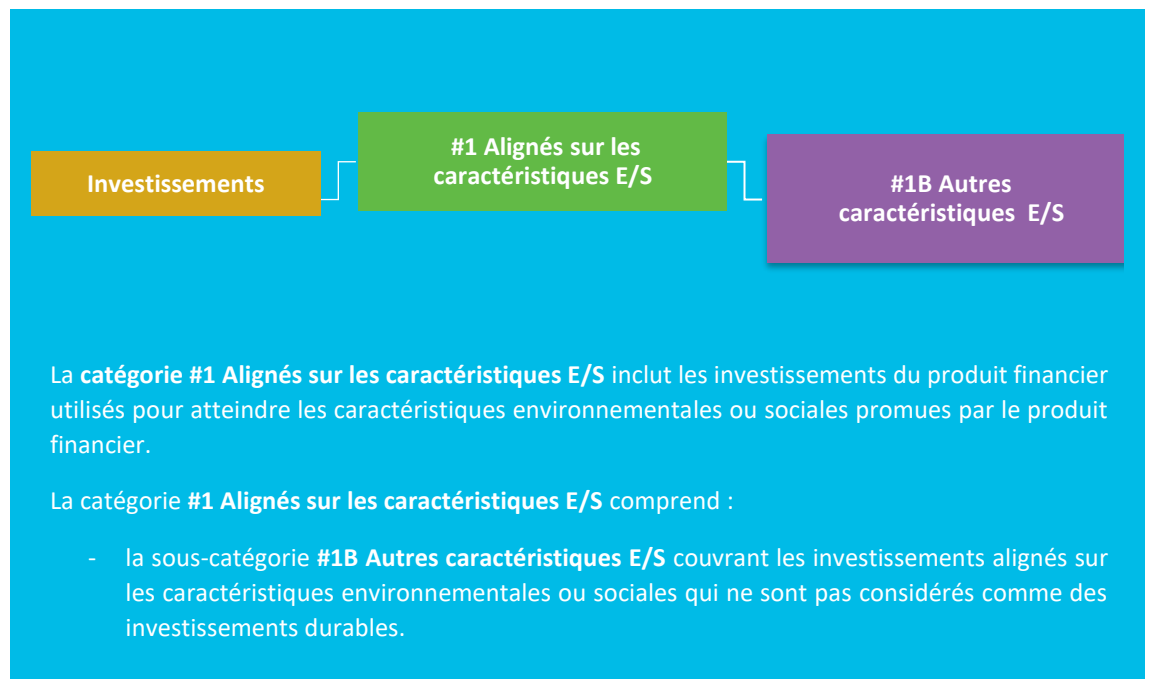 Investissements
#1 Alignés sur les
caractéristiques E/S
#1B Autres
caractéristiques E/S
La catégorie #1 Alignés sur les caractéristiques E/S inclut les investissements du produit financier
utilisés pour atteindre les caractéristiques environnementales ou sociales promues par le produit
financier.
La catégorie #1 Alignés sur les caractéristiques E/S comprend :
- la sous-catégorie #1B Autres caractéristiques E/S couvrant les investissements alignés sur
les caractéristiques environnementales ou sociales qui ne sont pas considérés comme des
investissements durables.